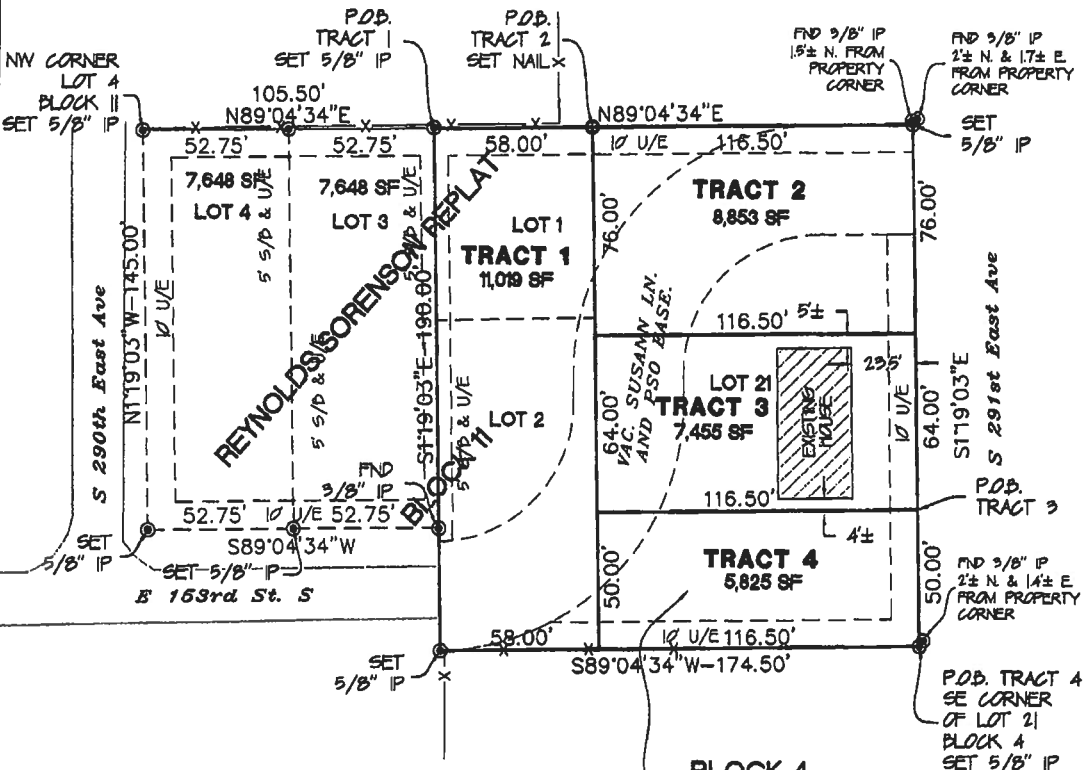 P.O.B.
TRACT 1
SET 5/8" IP
P.O.B.
TRACT 2
SET NAIL
FND 3/8" IP
1.5'± N. FROM
PROPERTY
CORNER
FND 3/8" IP
2'± N. & 1.7'± E.
FROM PROPERTY
CORNER
SET
5/8" IP
NW CORNER
LOT 4
BLOCK 11
SET 5/8" IP
105.50'
N89°04'34"E
N89°04'34"E
52.75'
52.75'
58.00'
10' U/E
116.50'
7,648 SF
LOT 4
7,648 SF
LOT 3
5' S/D & U/E
5' S/D & U/E
5' S/D & U/E
5' S/D & U/E
LOT 1
TRACT 1
11,019 SF
LOT 2
TRACT 2
8,853 SF
76.00'
76.00'
S 290th East Ave
N1°19'03"W-145.00'
10' U/E
REYNOLDS/SORENSON REPLAT
BLOCK 11
S1°19'03"E-190.00'
VAC. SUSANN LN.
AND PSO EASE.
116.50'
5'±
23.5'
LOT 21
TRACT 3
7,455 SF
EXISTING
HOUSE
64.00'
10' U/E
64.00'
S1°19'03"E
S 291st East Ave
116.50'
4'±
P.O.B.
TRACT 3
FND
3/8" IP
52.75'
10' U/E
52.75'
S89°04'34"W
SET
5/8" IP
SET 5/8" IP
E 153rd St. S
TRACT 4
5,825 SF
50.00'
50.00'
FND 3/8" IP
2'± N. & 1.4'± E.
FROM PROPERTY
CORNER
58.00'
10' U/E
116.50'
S89°04'34"W-174.50'
SET
5/8" IP
P.O.B. TRACT 4
SE CORNER
OF LOT 21
BLOCK 4
SET 5/8" IP
BLOCK 4